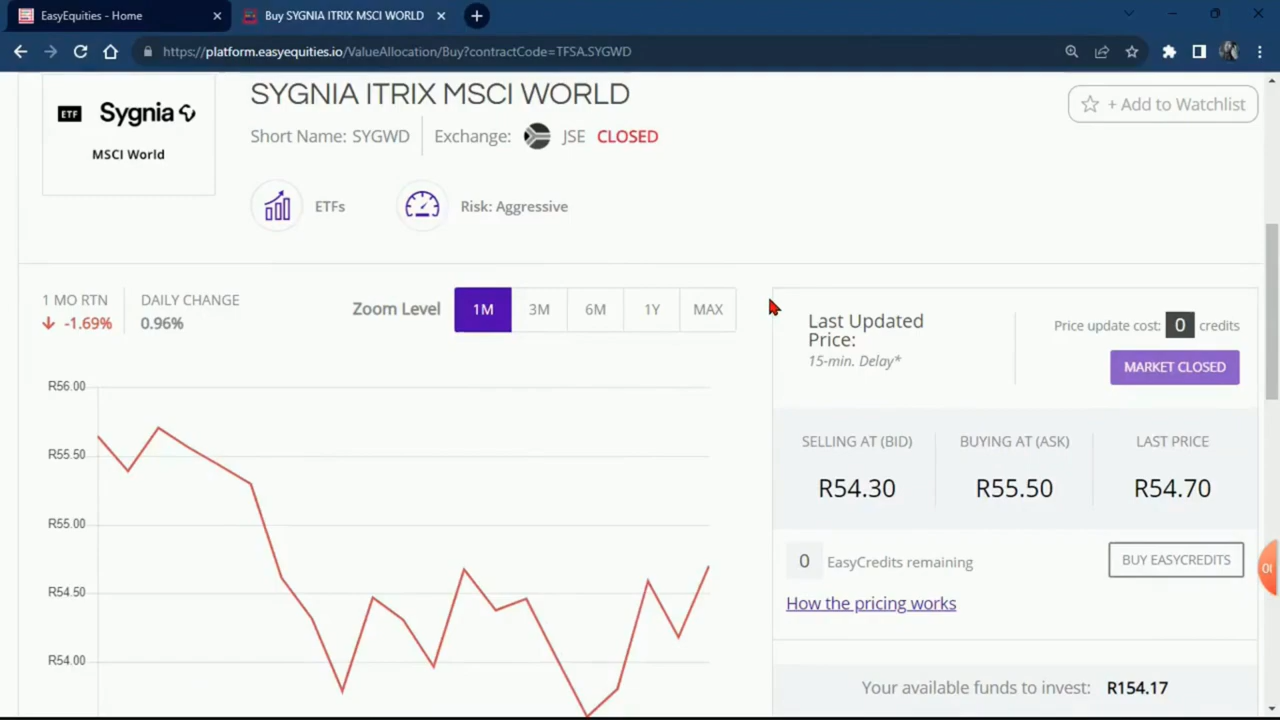 EasyEquities - Home
Buy SYGNIA ITRIX MSCI WORLD
https://platform.easyequities.io/ValueAllocation/Buy?contractCode=TFSA.SYGWD
ETF Sygnia
MSCI World
SYGNIA ITRIX MSCI WORLD
Short Name: SYGWD Exchange: JSE CLOSED
+ Add to Watchlist
ETFs
Risk: Aggressive
1 MO RTN
-1.69%
DAILY CHANGE
0.96%
Zoom Level 1M 3M 6M 1Y MAX
R56.00
R55.50
R55.00
R54.50
R54.00
Last Updated
Price:
15-min. Delay*
Price update cost: 0 credits
MARKET CLOSED
SELLING AT (BID)
R54.30
BUYING AT (ASK)
R55.50
LAST PRICE
R54.70
0 EasyCredits remaining
BUY EASYCREDITS
How the pricing works
Your available funds to invest: R154.17